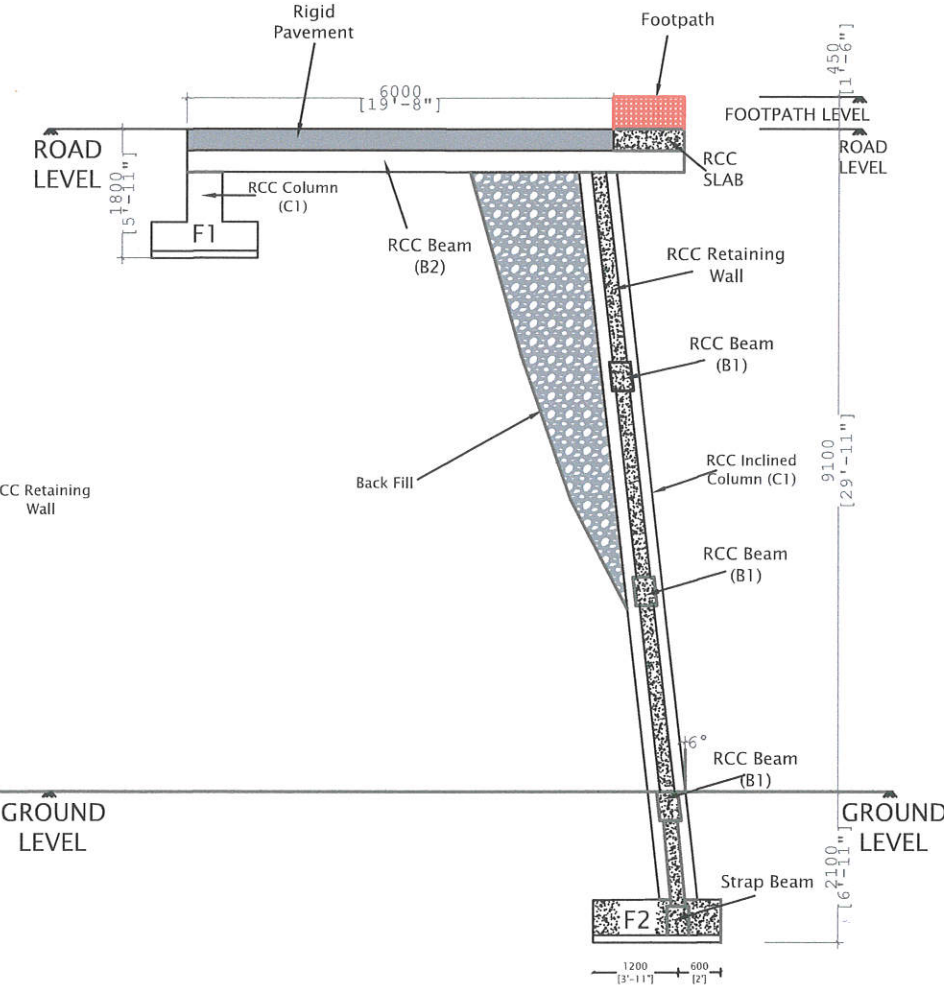 Rigid
Pavement
Footpath
450
[1'-6"]
6000
[19'-8"]
FOOTPATH LEVEL
ROAD
LEVEL
ROAD
LEVEL
RCC
SLAB
1800
[5'-11"]
RCC Column
(C1)
F1
RCC Beam
(B2)
RCC Retaining
Wall
RCC Beam
(B1)
RCC Inclined
Column (C1)
9100
[29'-11"]
Back Fill
CC Retaining
Wall
RCC Beam
(B1)
6°
RCC Beam
(B1)
GROUND
LEVEL
GROUND
LEVEL
2100
[6'-11"]
Strap Beam
F2
1200
[3'-11"]
600
[2']